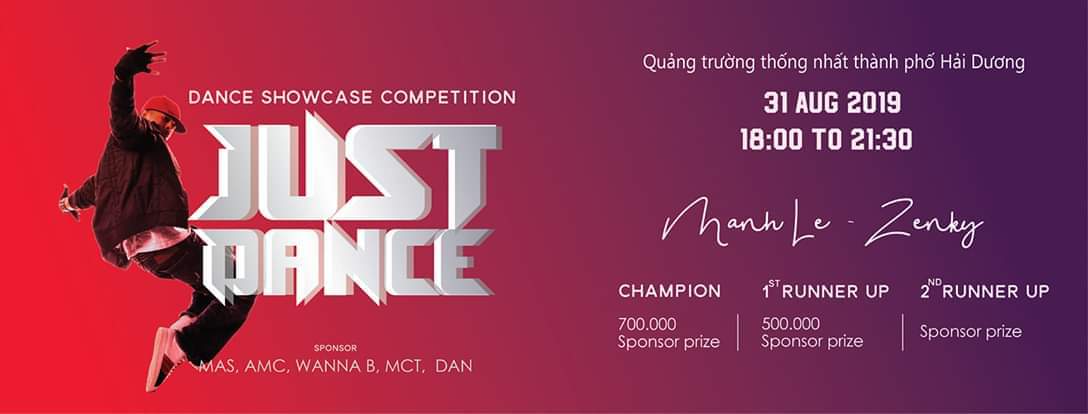 DANCE SHOWCASE COMPETITION
JUST
DANCE
SPONSOR
MAS, AMC, WANNA B, MCT, DAN
Quảng trường thống nhất thành phố Hải Dương
31 AUG 2019
18:00 TO 21:30
Manh Le - Zenky
CHAMPION
700.000
Sponsor prize
1ST RUNNER UP
500.000
Sponsor prize
2ND RUNNER UP
Sponsor prize